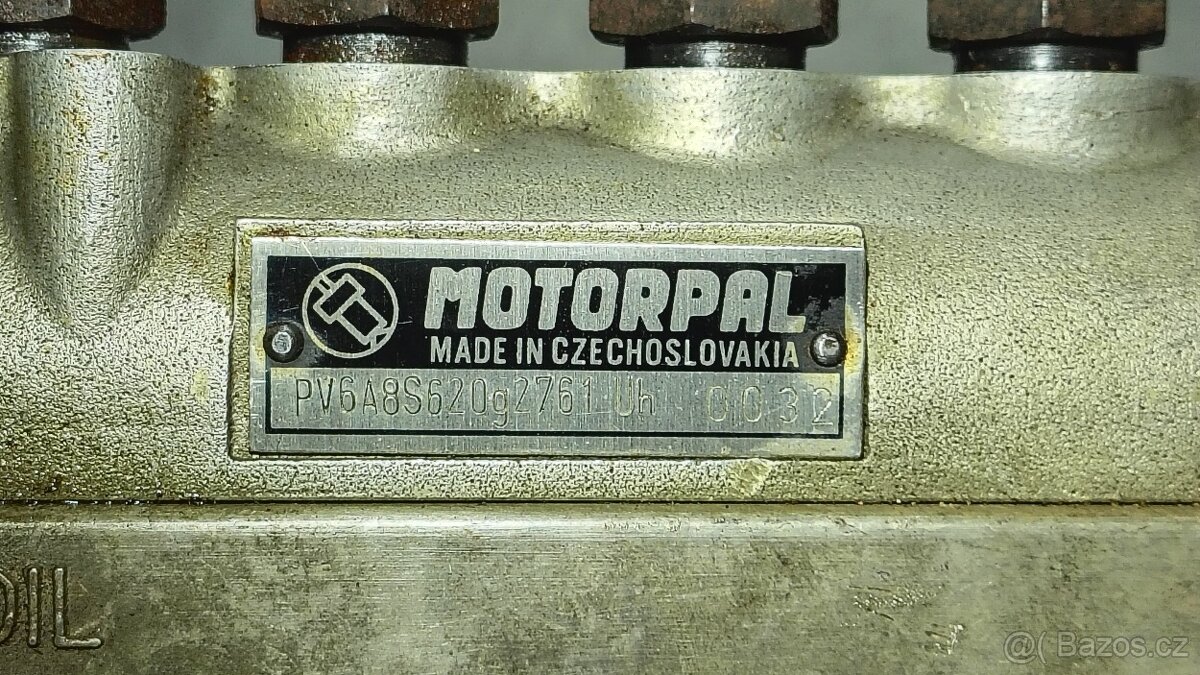 MOTORPAL
MADE IN CZECHOSLOVAKIA
PV6A8S620g2761 Uh 0032
OIL
@( Bazos.cz